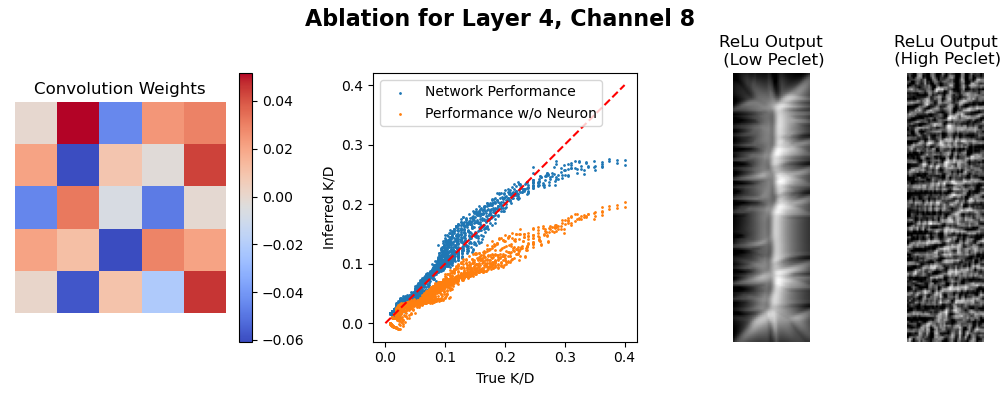 Ablation for Layer 4, Channel 8
Convolution Weights
0.04
0.02
0.00
−0.02
−0.04
−0.06
Network Performance
Performance w/o Neuron
0.4
0.3
0.2
0.1
0.0
Inferred K/D
0.0 0.1 0.2 0.3 0.4
True K/D
ReLu Output
(Low Peclet)
ReLu Output
(High Peclet)